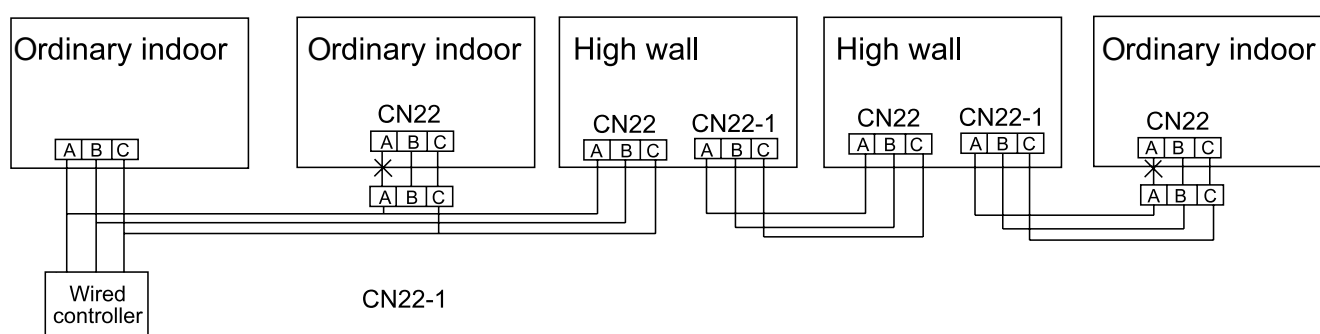 Ordinary indoor
Ordinary indoor
High wall
High wall
Ordinary indoor
CN22
CN22
CN22-1
CN22
CN22-1
CN22
A B C
A B C
A B C
A B C
A B C
A B C
A B C
A B C
A B C
Wired
controller
CN22-1